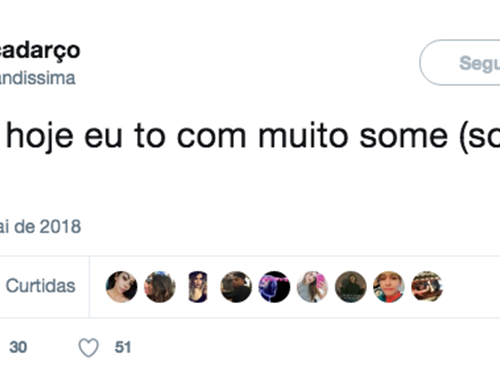 cadarço
andissima
Segu
hoje eu to com muito some (so
ai de 2018
Curtidas
30 51